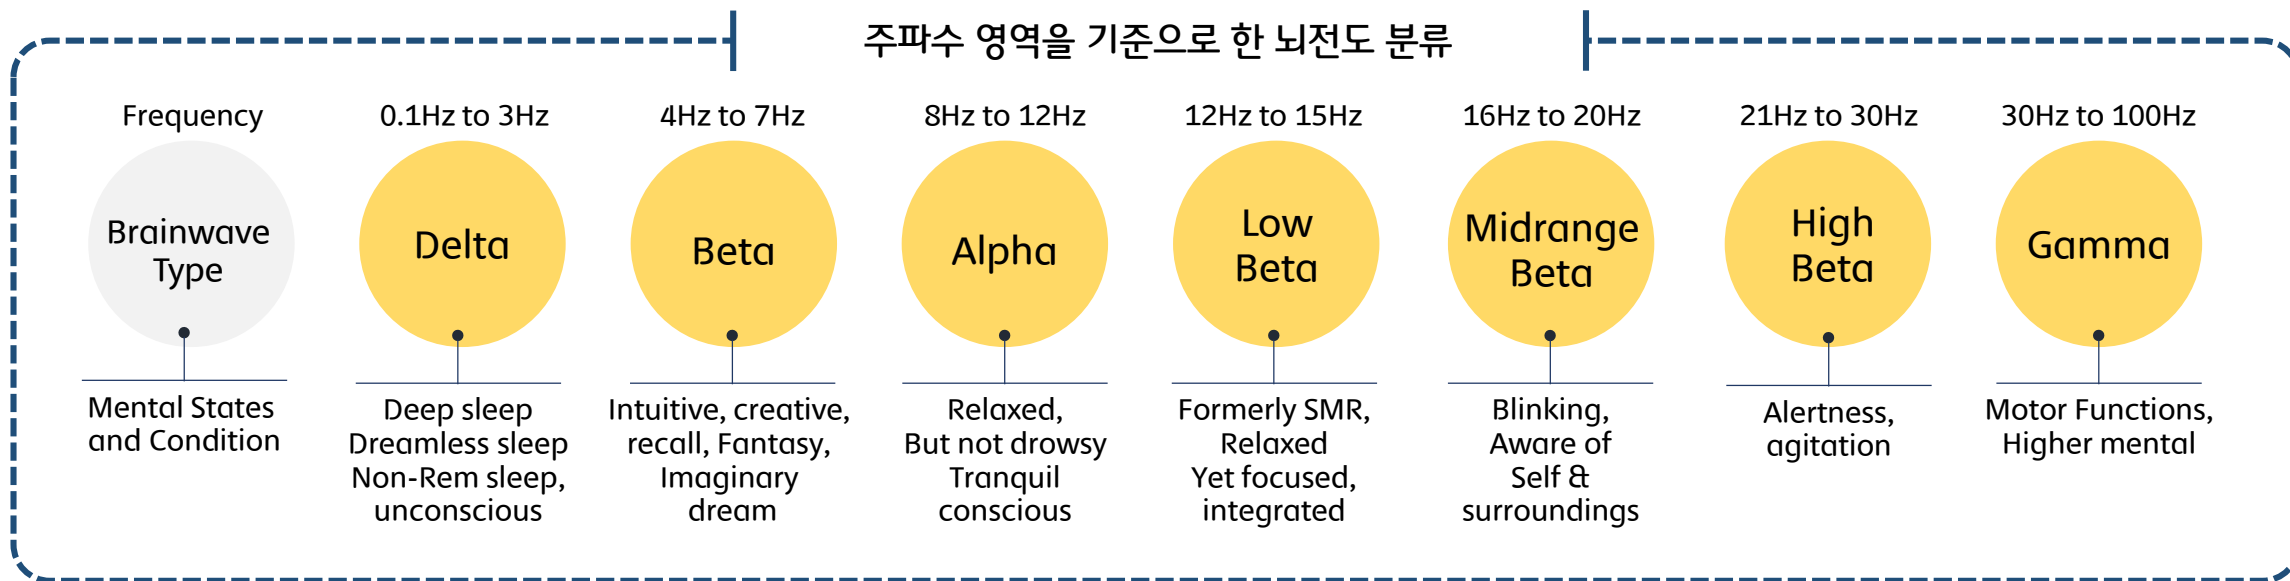 주파수 영역을 기준으로 한 뇌전도 분류
Frequency
0.1Hz to 3Hz
4Hz to 7Hz
8Hz to 12Hz
12Hz to 15Hz
16Hz to 20Hz
21Hz to 30Hz
30Hz to 100Hz
Brainwave
Type
Delta
Beta
Alpha
Low
Beta
Midrange
Beta
High
Beta
Gamma
Mental States
and Condition
Deep sleep
Dreamless sleep
Non-Rem sleep,
unconscious
Intuitive, creative,
recall, Fantasy,
Imaginary
dream
Relaxed,
But not drowsy
Tranquil
conscious
Formerly SMR,
Relaxed
Yet focused,
integrated
Blinking,
Aware of
Self &
surroundings
Alertness,
agitation
Motor Functions,
Higher mental